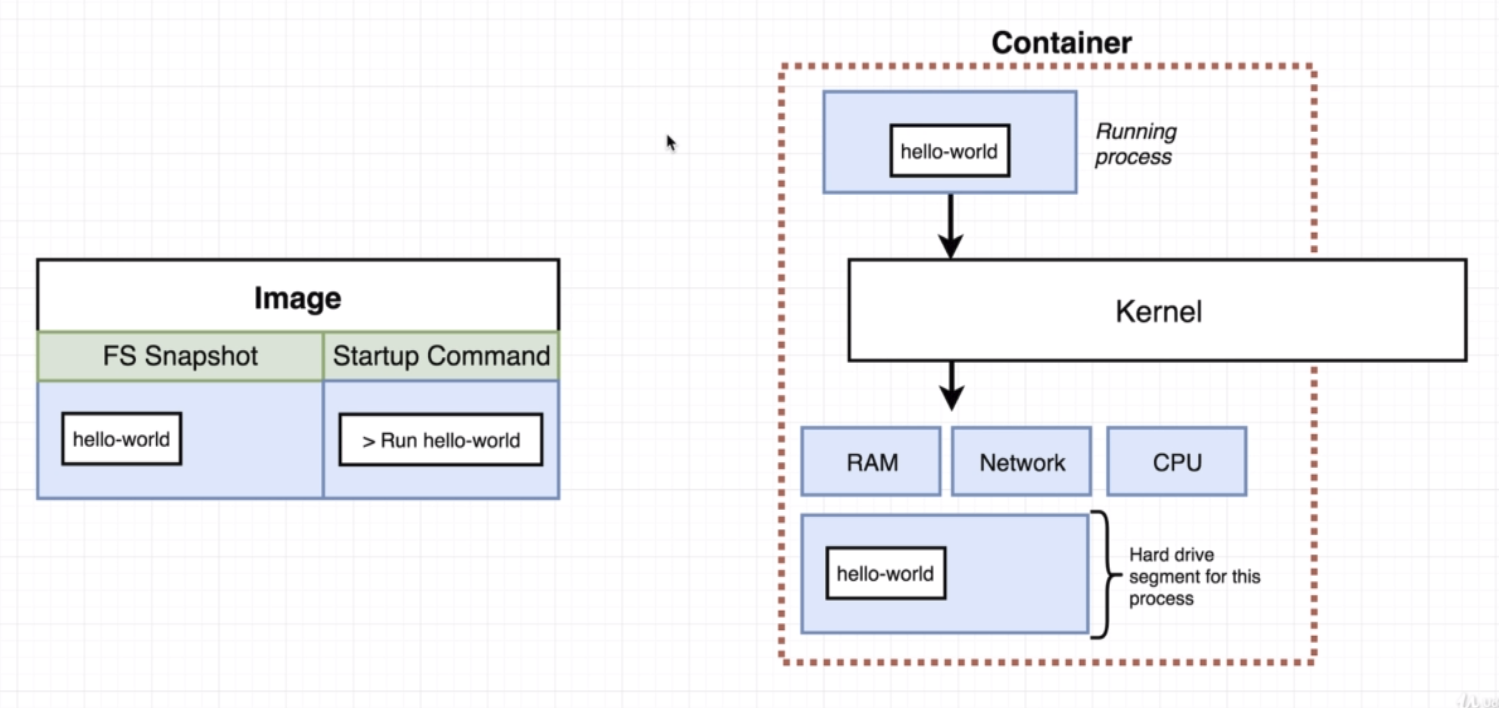 Container
hello-world
Running
process
Image
Kernel
FS Snapshot
Startup Command
hello-world
> Run hello-world
RAM
Network
CPU
hello-world
Hard drive
segment for this
process